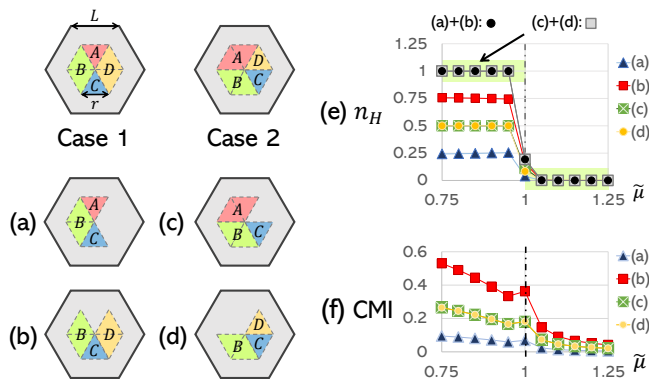 L
A
B
D
C
r
Case 1
A
D
B
C
Case 2
(a)
A
B
C
(c)
A
B
C
(b)
B
D
C
(d)
D
B
C
(a)+(b): (c)+(d):
(e) n_H
1.25
1
0.75
0.5
0.25
0
0.75 1 1.25 μ̃
(a)
(b)
(c)
(d)
(f) CMI
0.6
0.4
0.2
0
0.75 1 1.25 μ̃
(a)
(b)
(c)
(d)